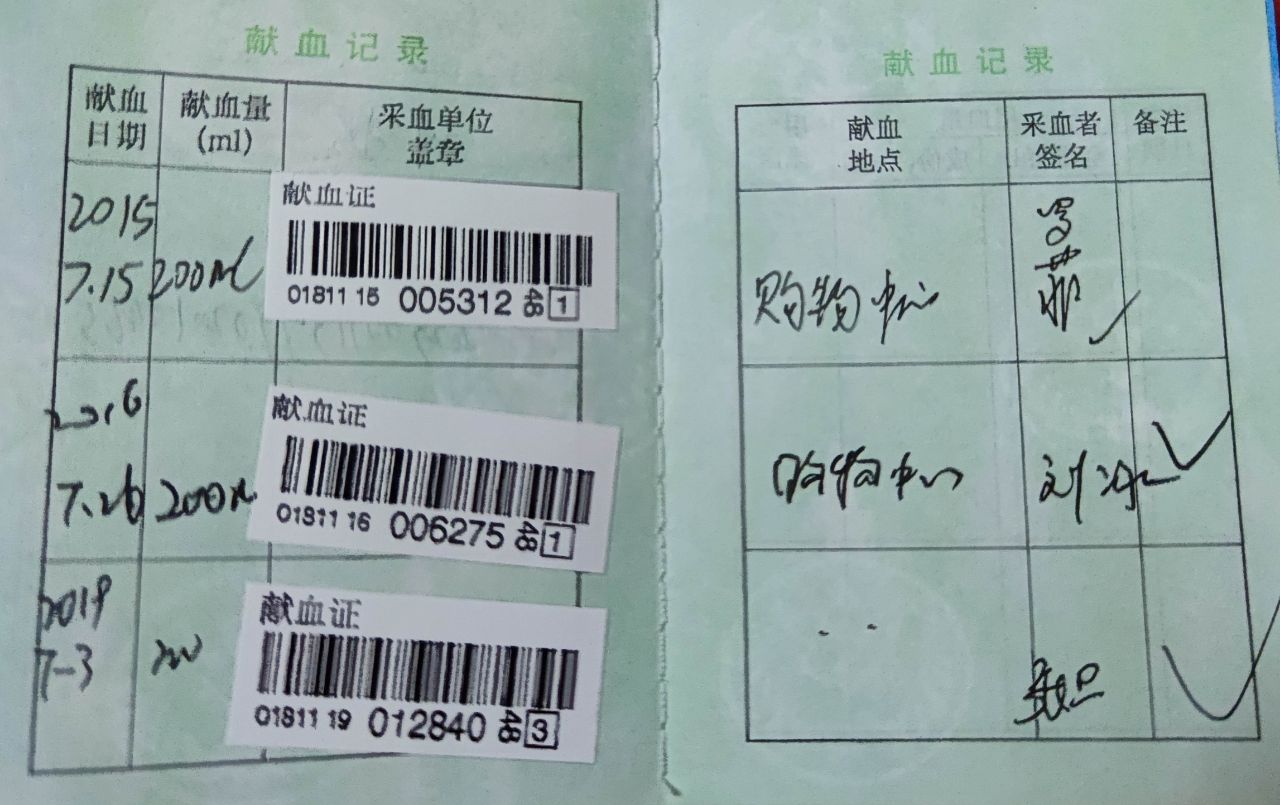 献血记录
献血日期
献血量(ml)
采血单位盖章
2015
7.15
200ml
献血证
01811 15 005312 1
2016
7.26
200ml
献血证
01811 16 006275 1
2019
7-3
献血证
01811 19 012840 3
献血记录
献血地点
采血者签名
备注
购物中心
罗菲
购物中心